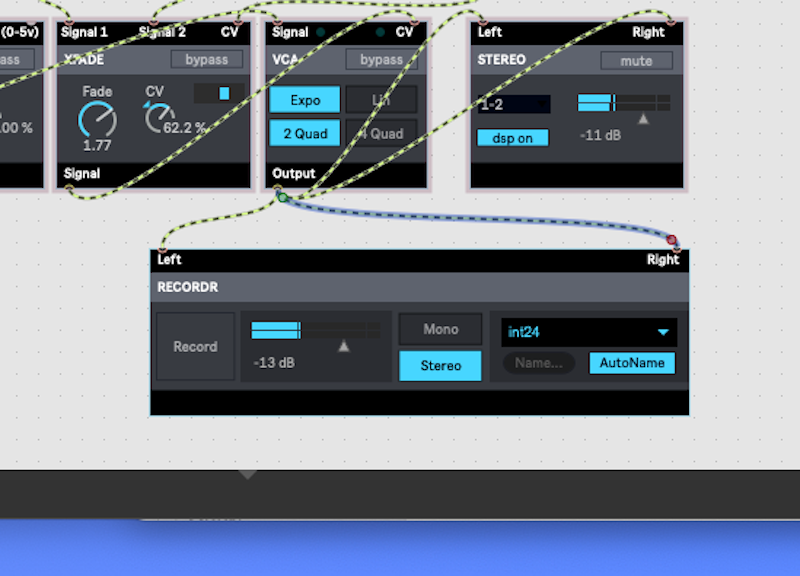 (0-5v)
Signal 1 Signal 2 CV
Signal CV
Left Right
ass
XFADE bypass
VCA bypass
STEREO mute
Fade CV
1.77
62.2 %
.00 %
Expo Lin
2 Quad 4 Quad
1-2
dsp on
-11 dB
Signal
Output
Left Right
RECORDR
Record
-13 dB
Mono
Stereo
int24
Name...
AutoName